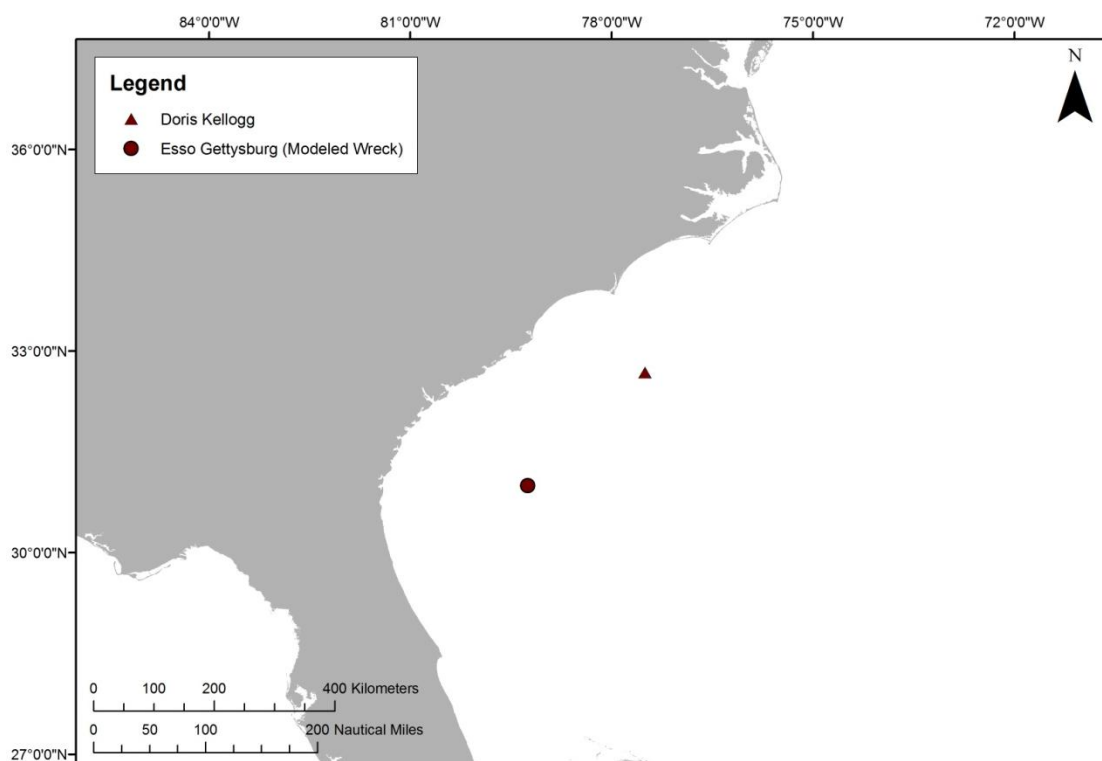 84°0'0"W 81°0'0"W 78°0'0"W 75°0'0"W 72°0'0"W
N
Legend
Doris Kellogg
Esso Gettysburg (Modeled Wreck)
36°0'0"N
33°0'0"N
30°0'0"N
27°0'0"N
0 100 200 400 Kilometers
0 50 100 200 Nautical Miles